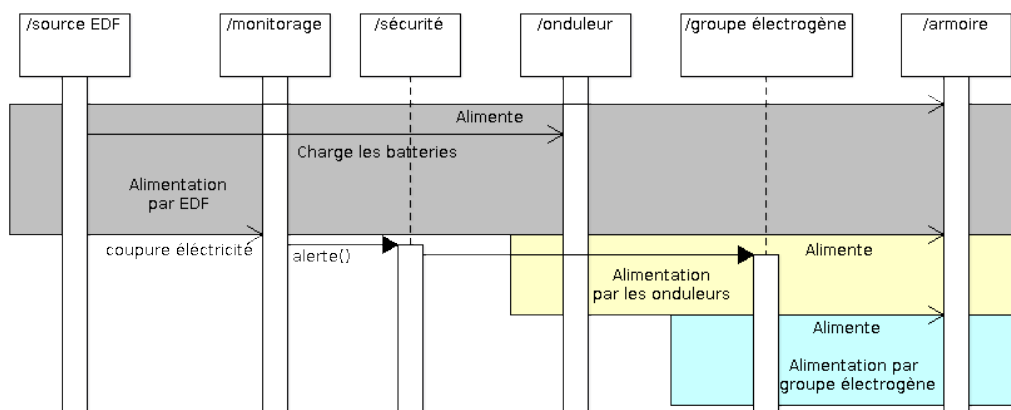 /source EDF
/monitorage
/sécurité
/onduleur
/groupe électrogène
/armoire
Alimente
Charge les batteries
Alimentation
par EDF
coupure éléctricité
alerte()
Alimente
Alimentation
par les onduleurs
Alimente
Alimentation par
groupe électrogène